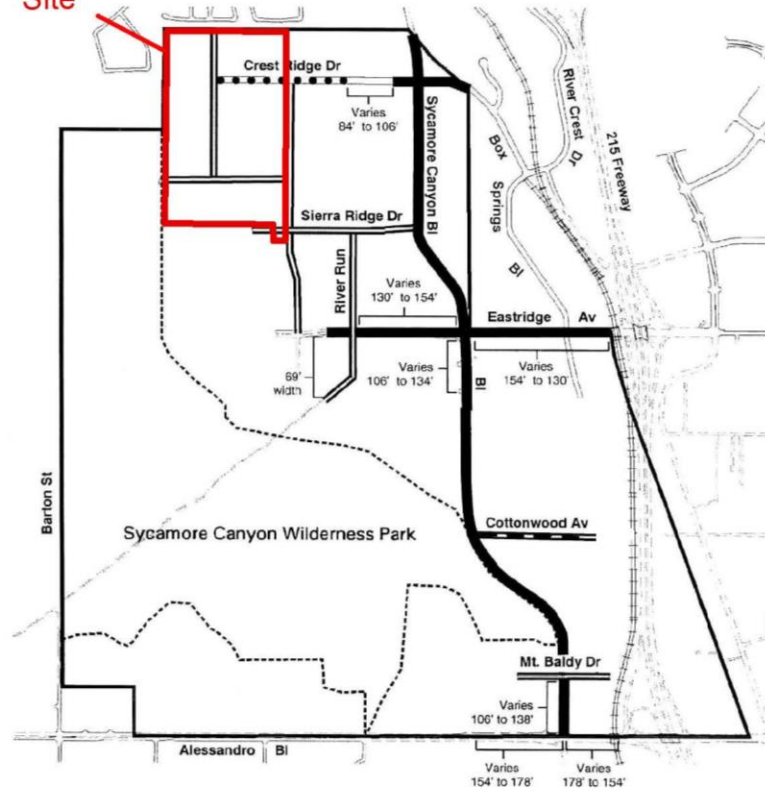 Site
Crest Ridge Dr
Varies
84' to 106'
Sycamore Canyon Bl
Box
Springs
Bl
River Crest Dr
215 Freeway
Sierra Ridge Dr
River Run
Varies
130' to 154'
Eastridge Av
69'
width
Varies
106' to 134'
Bl
Varies
154' to 130'
Barton St
Sycamore Canyon Wilderness Park
Cottonwood Av
Mt. Baldy Dr
Varies
106' to 138'
Alessandro Bl
Varies
154' to 178'
Varies
178' to 154'